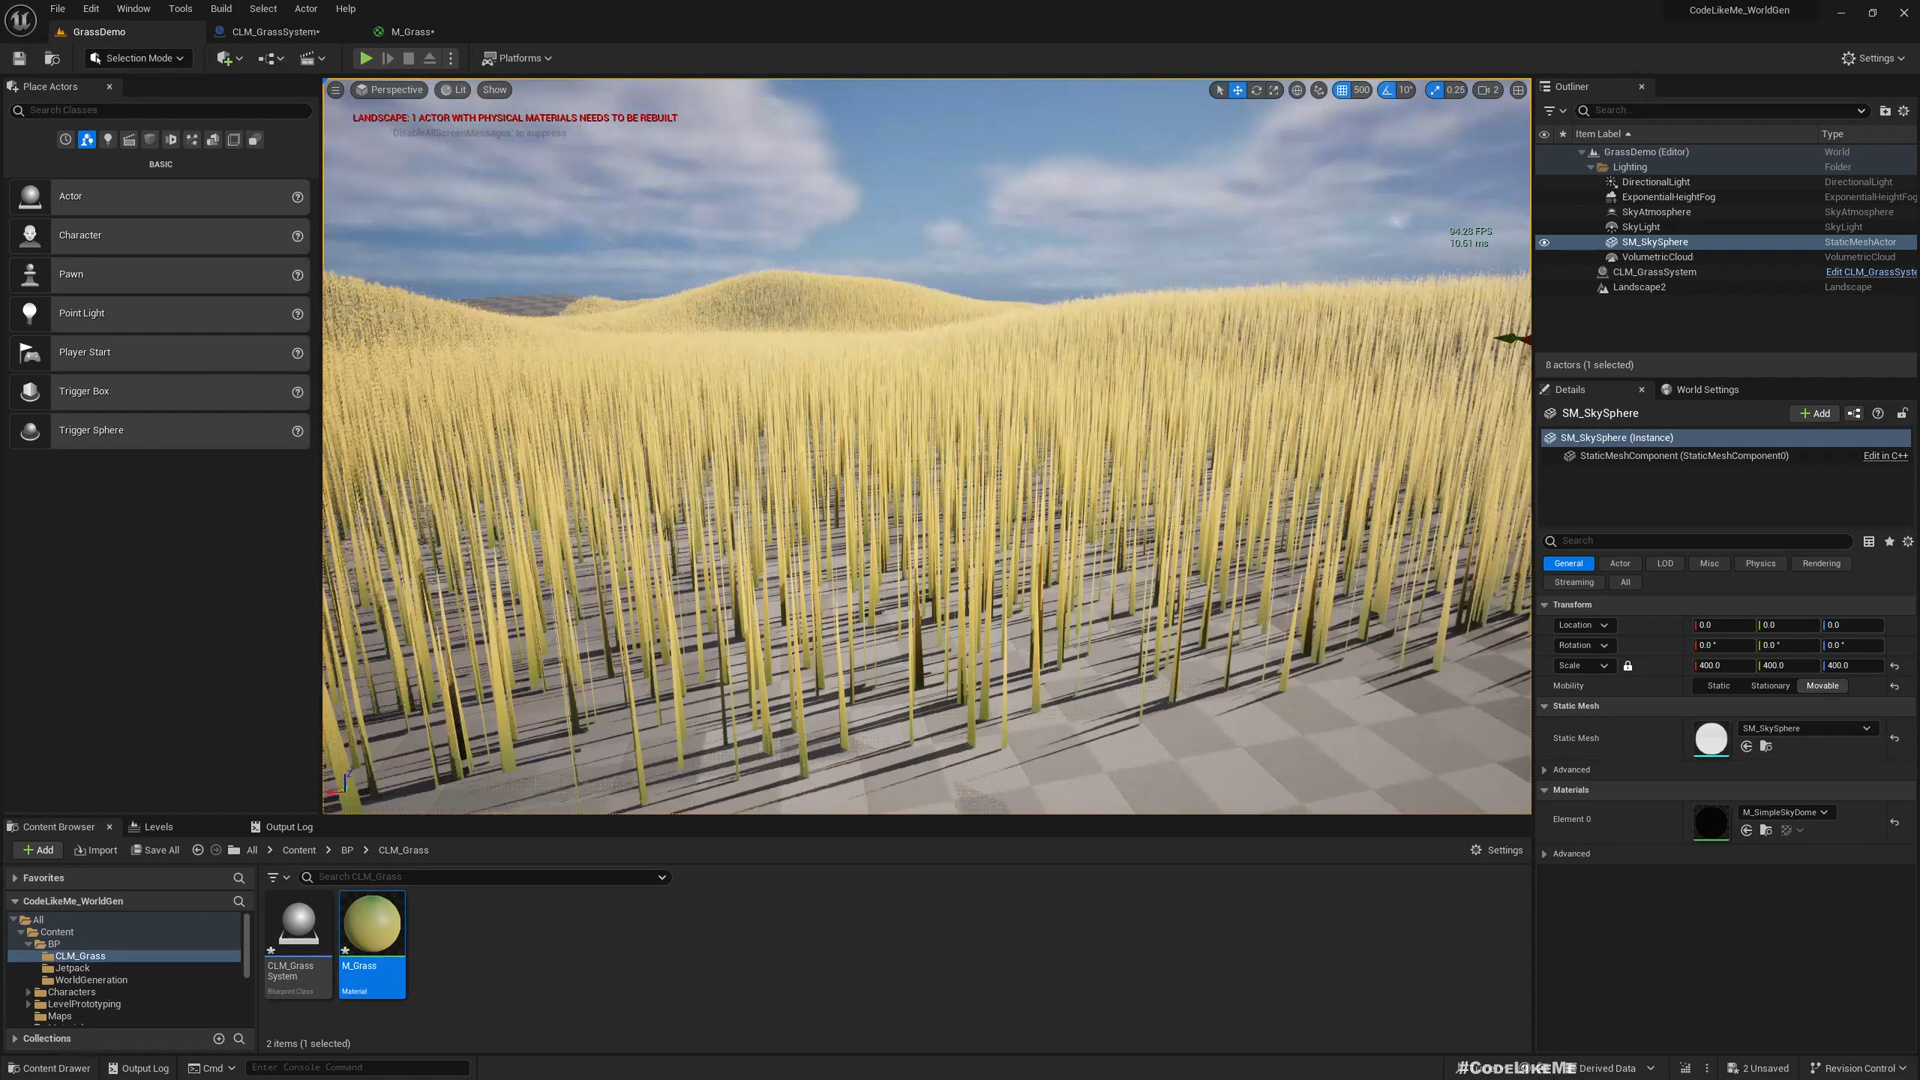 File Edit Window Tools Build Select Actor Help
CodeLikeMe_WorldGen
GrassDemo
CLM_GrassSystem*
M_Grass*
Selection Mode
Platforms
Settings
Place Actors
Search Classes
BASIC
Actor
Character
Pawn
Point Light
Player Start
Trigger Box
Trigger Sphere
Perspective
Lit
Show
500
10°
0.25
2
LANDSCAPE: 1 ACTOR WITH PHYSICAL MATERIALS NEEDS TO BE REBUILT
'DisableAllScreenMessages' to suppress
94.23 FPS
10.61 ms
Outliner
Search...
Item Label
Type
GrassDemo (Editor) World
Lighting Folder
DirectionalLight DirectionalLight
ExponentialHeightFog ExponentialHeightFog
SkyAtmosphere SkyAtmosphere
SkyLight SkyLight
SM_SkySphere StaticMeshActor
VolumetricCloud VolumetricCloud
CLM_GrassSystem Edit CLM_GrassSyste
Landscape2 Landscape
8 actors (1 selected)
Details
World Settings
SM_SkySphere
Add
SM_SkySphere (Instance)
StaticMeshComponent (StaticMeshComponent0) Edit in C++
Search
General Actor LOD Misc Physics Rendering
Streaming All
Transform
Location 0.0 0.0 0.0
Rotation 0.0 ° 0.0 ° 0.0 °
Scale 400.0 400.0 400.0
Mobility Static Stationary Movable
Static Mesh
Static Mesh SM_SkySphere
Advanced
Materials
Element 0 M_SimpleSkyDome
Advanced
Content Browser
Levels
Output Log
Add
Import
Save All
All > Content > BP > CLM_Grass
Settings
Favorites
CodeLikeMe_WorldGen
All
Content
BP
CLM_Grass
Jetpack
WorldGeneration
Characters
LevelPrototyping
Maps
Collections
Search CLM_Grass
CLM_Grass
System
Blueprint Class
M_Grass
Material
2 items (1 selected)
Content Drawer
Output Log
Cmd
Enter Console Command
#CodeLikeMe
Derived Data
2 Unsaved
Revision Control